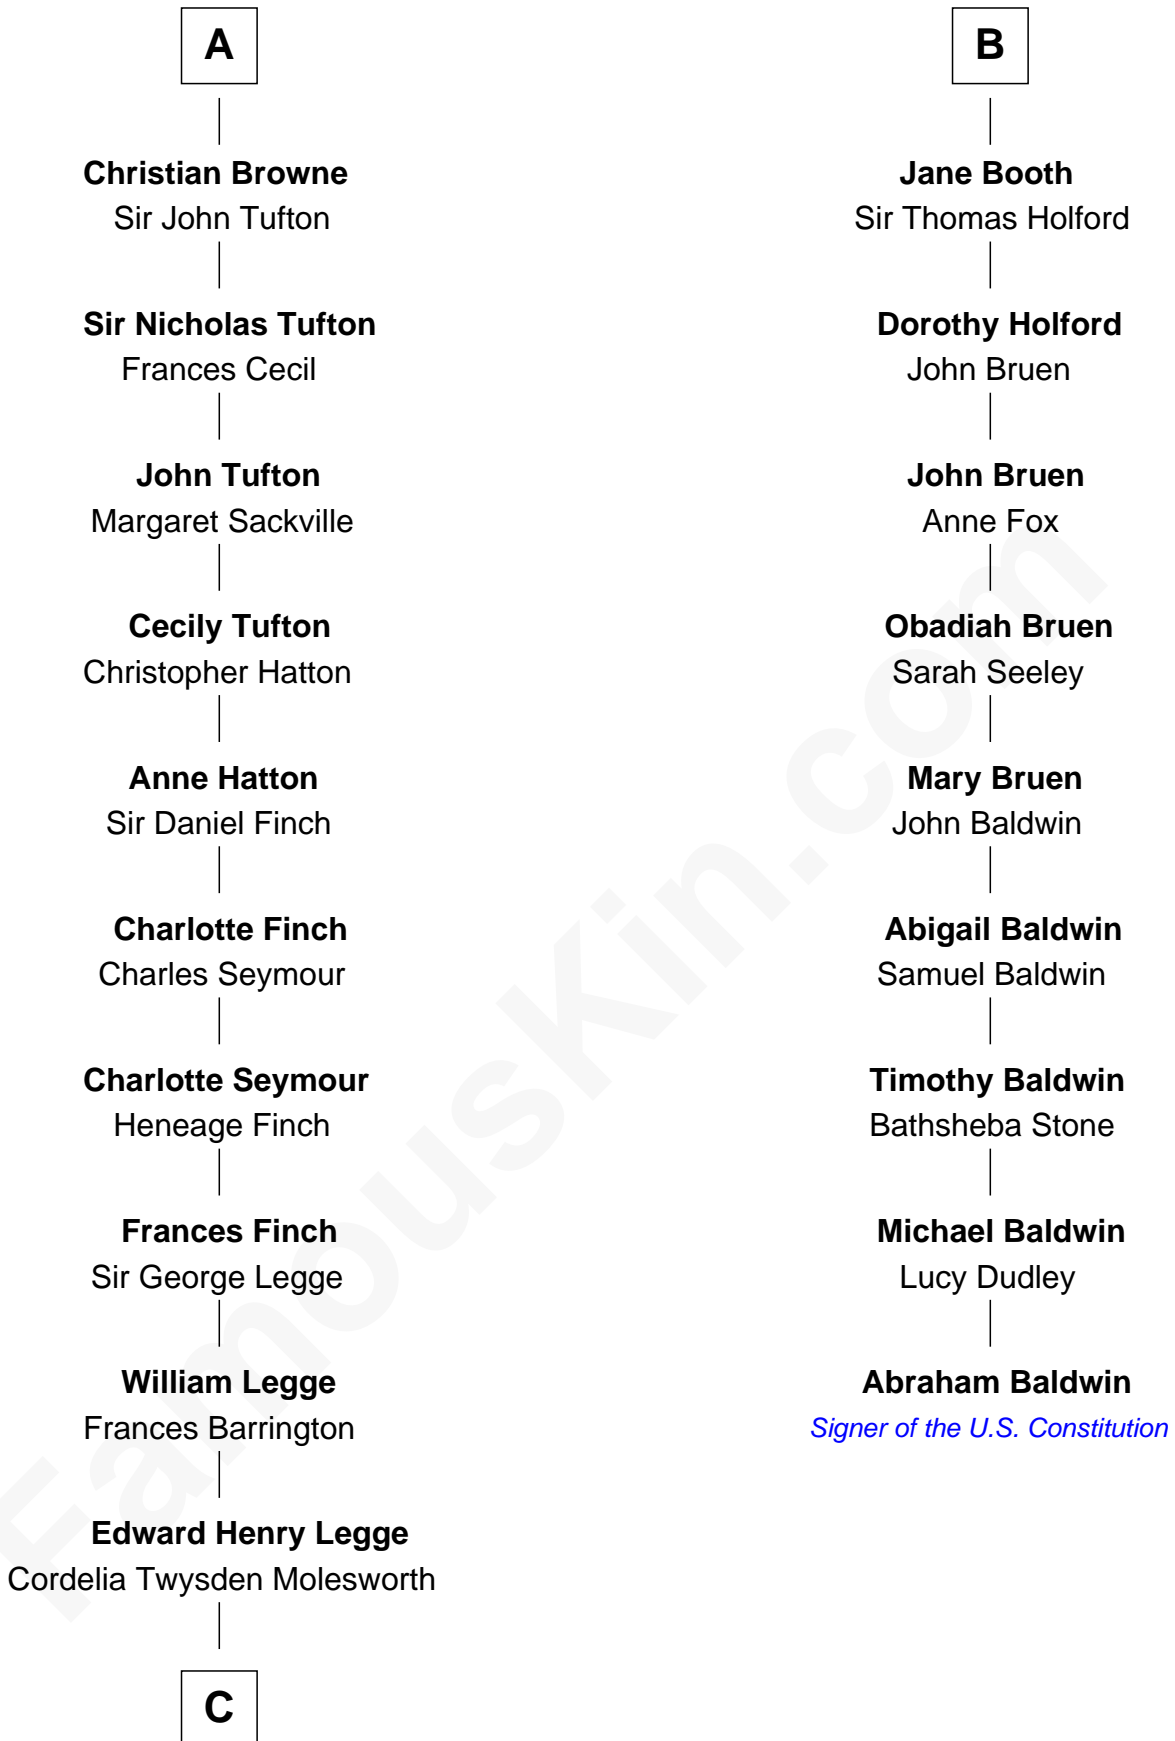 A
Christian Browne
Sir John Tufton
Sir Nicholas Tufton
Frances Cecil
John Tufton
Margaret Sackville
Cecily Tufton
Christopher Hatton
Anne Hatton
Sir Daniel Finch
Charlotte Finch
Charles Seymour
Charlotte Seymour
Heneage Finch
Frances Finch
Sir George Legge
William Legge
Frances Barrington
Edward Henry Legge
Cordelia Twysden Molesworth
C
B
Jane Booth
Sir Thomas Holford
Dorothy Holford
John Bruen
John Bruen
Anne Fox
Obadiah Bruen
Sarah Seeley
Mary Bruen
John Baldwin
Abigail Baldwin
Samuel Baldwin
Timothy Baldwin
Bathsheba Stone
Michael Baldwin
Lucy Dudley
Abraham Baldwin
Signer of the U.S. Constitution
FamousKin.com